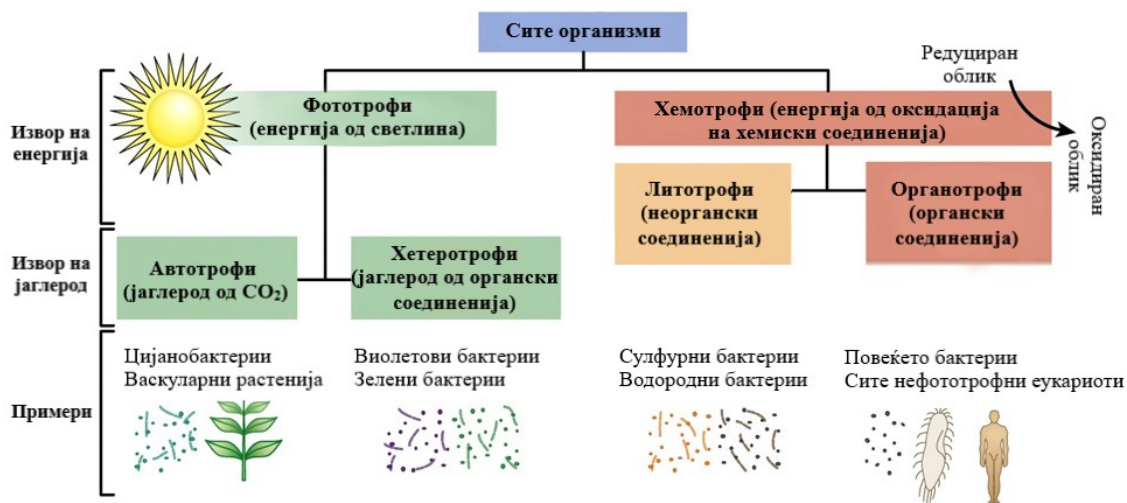 Сите организми
Редуциран
облик
Оксидиран
облик
Извор на
енергија
Фототрофи
(енергија од светлина)
Хемотрофи (енергија од оксидација
на хемиски соединенија)
Литотрофи
(неоргански
соединенија)
Органотрофи
(органски
соединенија)
Извор на
јаглерод
Автотрофи
(јаглерод од CO₂)
Хетеротрофи
(јаглерод од органски
соединенија)
Примери
Цијанобактерии
Васкуларни растенија
Виолетови бактерии
Зелени бактерии
Сулфурни бактерии
Водородни бактерии
Повеќето бактерии
Сите нефототрофни еукариоти